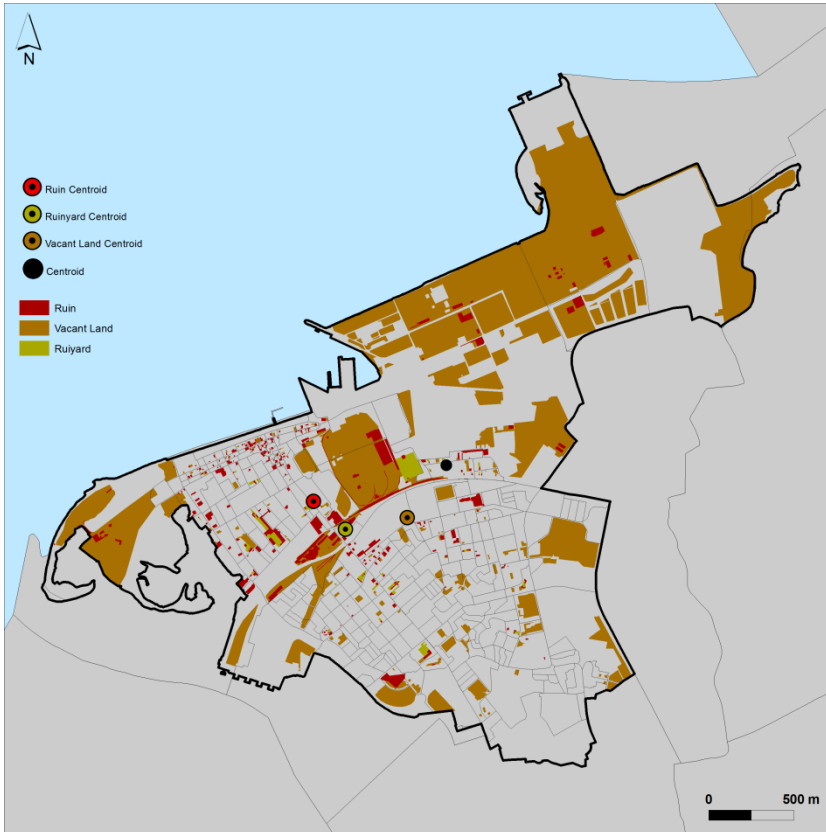 N
Ruin Centroid
Ruinyard Centroid
Vacant Land Centroid
Centroid
Ruin
Vacant Land
Ruiyard
0 500 m